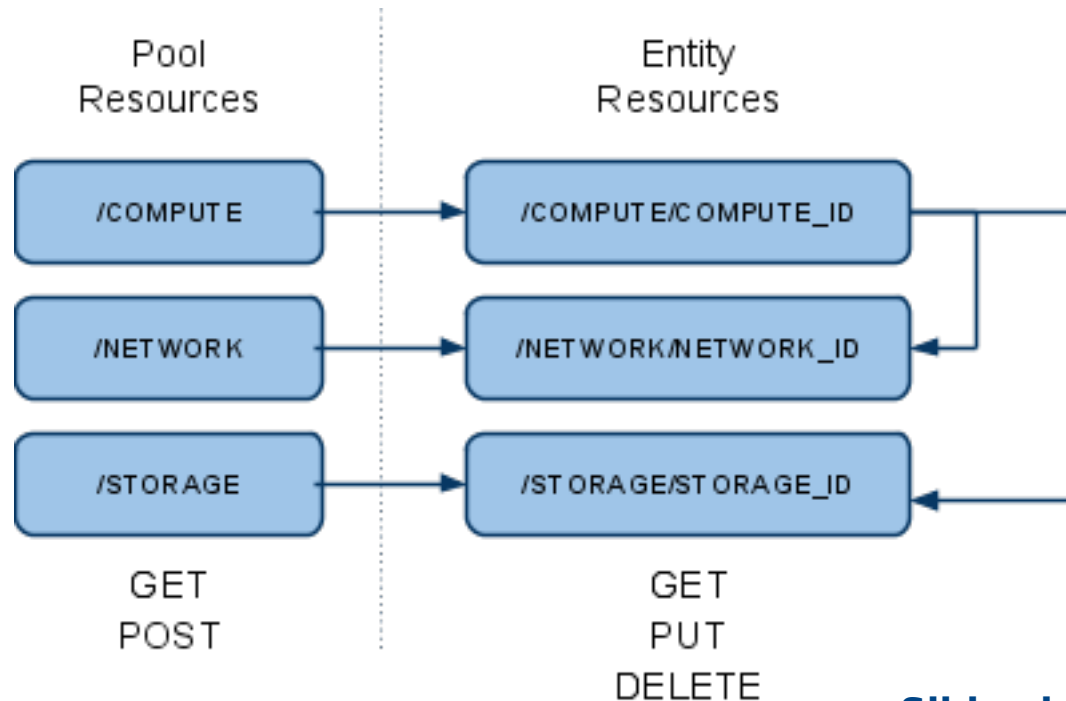 Pool
Resources
Entity
Resources
/COMPUTE
/COMPUTE/COMPUTE_ID
/NETWORK
/NETWORK/NETWORK_ID
/STORAGE
/STORAGE/STORAGE_ID
GET
POST
GET
PUT
DELETE